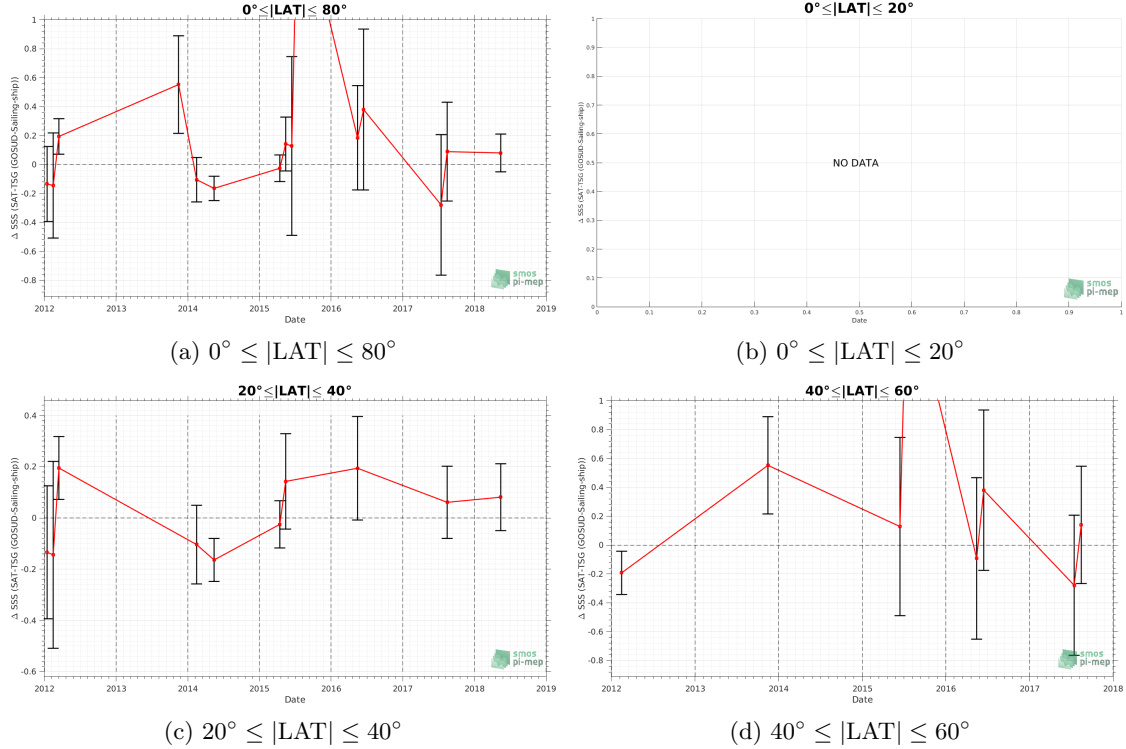 0°≤|LAT|≤ 80°
1
0.8
0.6
0.4
0.2
0
-0.2
-0.4
-0.6
-0.8
Δ SSS (SAT-TSG (GOSUD-Sailing-ship))
smos
pi-mep
2012 2013 2014 2015 2016 2017 2018 2019
Date
(a) 0° ≤ |LAT| ≤ 80°
0°≤|LAT|≤ 20°
1
0.9
0.8
0.7
0.6
0.5
0.4
0.3
0.2
0.1
0
Δ SSS (SAT-TSG (GOSUD-Sailing-ship))
NO DATA
smos
pi-mep
0 0.1 0.2 0.3 0.4 0.5 0.6 0.7 0.8 0.9 1
Date
(b) 0° ≤ |LAT| ≤ 20°
20°≤|LAT|≤ 40°
0.4
0.2
0
-0.2
-0.4
-0.6
Δ SSS (SAT-TSG (GOSUD-Sailing-ship))
smos
pi-mep
2012 2013 2014 2015 2016 2017 2018 2019
Date
(c) 20° ≤ |LAT| ≤ 40°
40°≤|LAT|≤ 60°
1
0.8
0.6
0.4
0.2
0
-0.2
-0.4
-0.6
-0.8
Δ SSS (SAT-TSG (GOSUD-Sailing-ship))
smos
pi-mep
2012 2013 2014 2015 2016 2017 2018
Date
(d) 40° ≤ |LAT| ≤ 60°